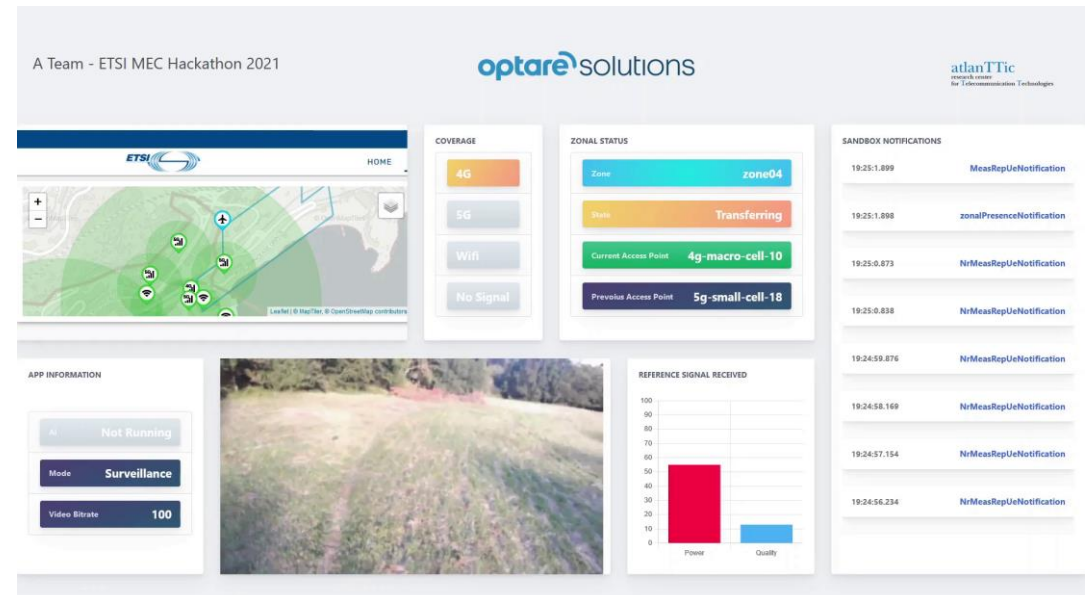 A Team - ETSI MEC Hackathon 2021
optare solutions
atlanTTic
research center
for Telecommunication Technologies
ETSI
HOME
+
−
Leaflet | © MapTiler, © OpenStreetMap contributors
COVERAGE
4G
5G
Wifi
No Signal
ZONAL STATUS
Zone zone04
State Transferring
Current Access Point 4g-macro-cell-10
Prevoius Access Point 5g-small-cell-18
SANDBOX NOTIFICATIONS
19:25:1.899 MeasRepUeNotification
19:25:1.898 zonalPresenceNotification
19:25:0.873 NrMeasRepUeNotification
19:25:0.838 NrMeasRepUeNotification
19:24:59.876 NrMeasRepUeNotification
19:24:58.169 NrMeasRepUeNotification
19:24:57.154 NrMeasRepUeNotification
19:24:56.234 NrMeasRepUeNotification
APP INFORMATION
AI Not Running
Mode Surveillance
Video Bitrate 100
REFERENCE SIGNAL RECEIVED
100
90
80
70
60
50
40
30
20
10
0
Power Quality